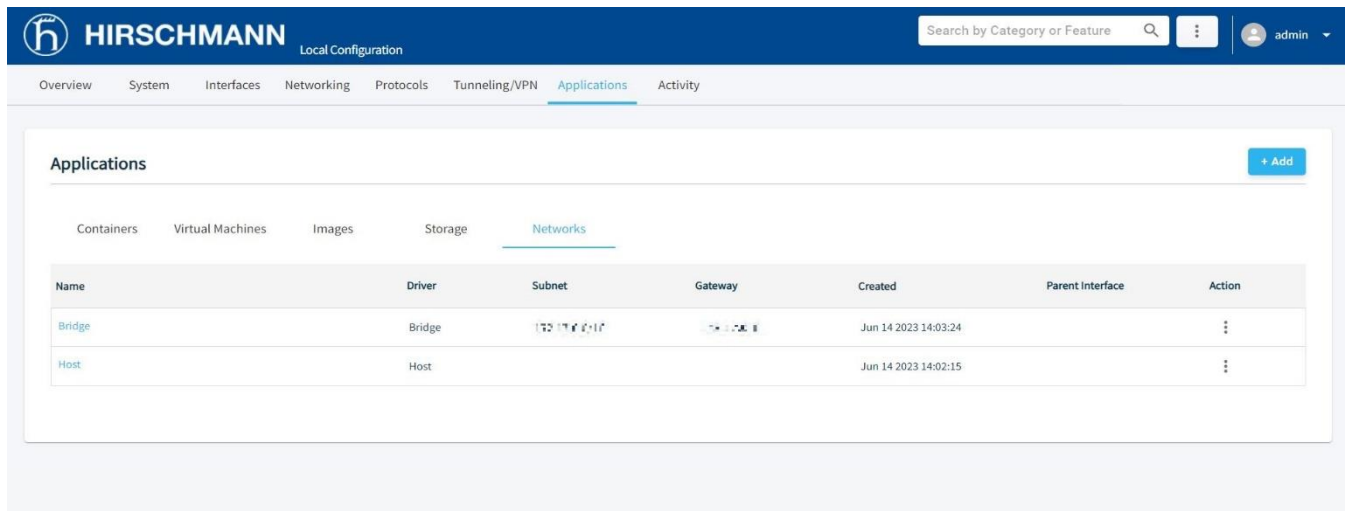 HIRSCHMANN Local Configuration Search by Category or Feature admin
Overview System Interfaces Networking Protocols Tunneling/VPN Applications Activity
Applications + Add
Containers Virtual Machines Images Storage Networks
Name Driver Subnet Gateway Created Parent Interface Action
Bridge Bridge Jun 14 2023 14:03:24
Host Host Jun 14 2023 14:02:15